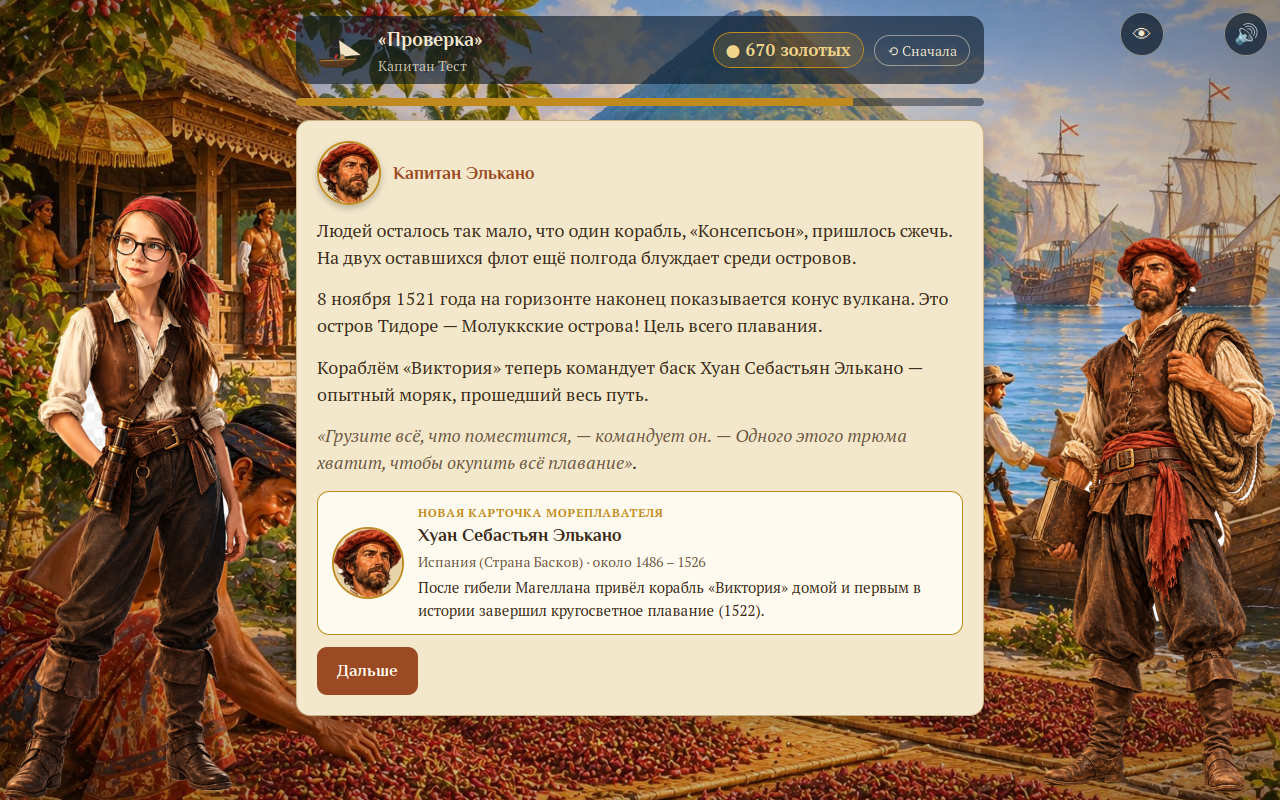 «Проверка»
Капитан Тест
670 золотых
⟲ Сначала
Капитан Элькано
Людей осталось так мало, что один корабль, «Консепсьон», пришлось сжечь.
На двух оставшихся флот ещё полгода блуждает среди островов.
8 ноября 1521 года на горизонте наконец показывается конус вулкана. Это
остров Тидоре — Молуккские острова! Цель всего плавания.
Кораблём «Виктория» теперь командует баск Хуан Себастьян Элькано —
опытный моряк, прошедший весь путь.
«Грузите всё, что поместится, — командует он. — Одного этого трюма
хватит, чтобы окупить всё плавание».
НОВАЯ КАРТОЧКА МОРЕПЛАВАТЕЛЯ
Хуан Себастьян Элькано
Испания (Страна Басков) · около 1486 – 1526
После гибели Магеллана привёл корабль «Виктория» домой и первым в
истории завершил кругосветное плавание (1522).
Дальше